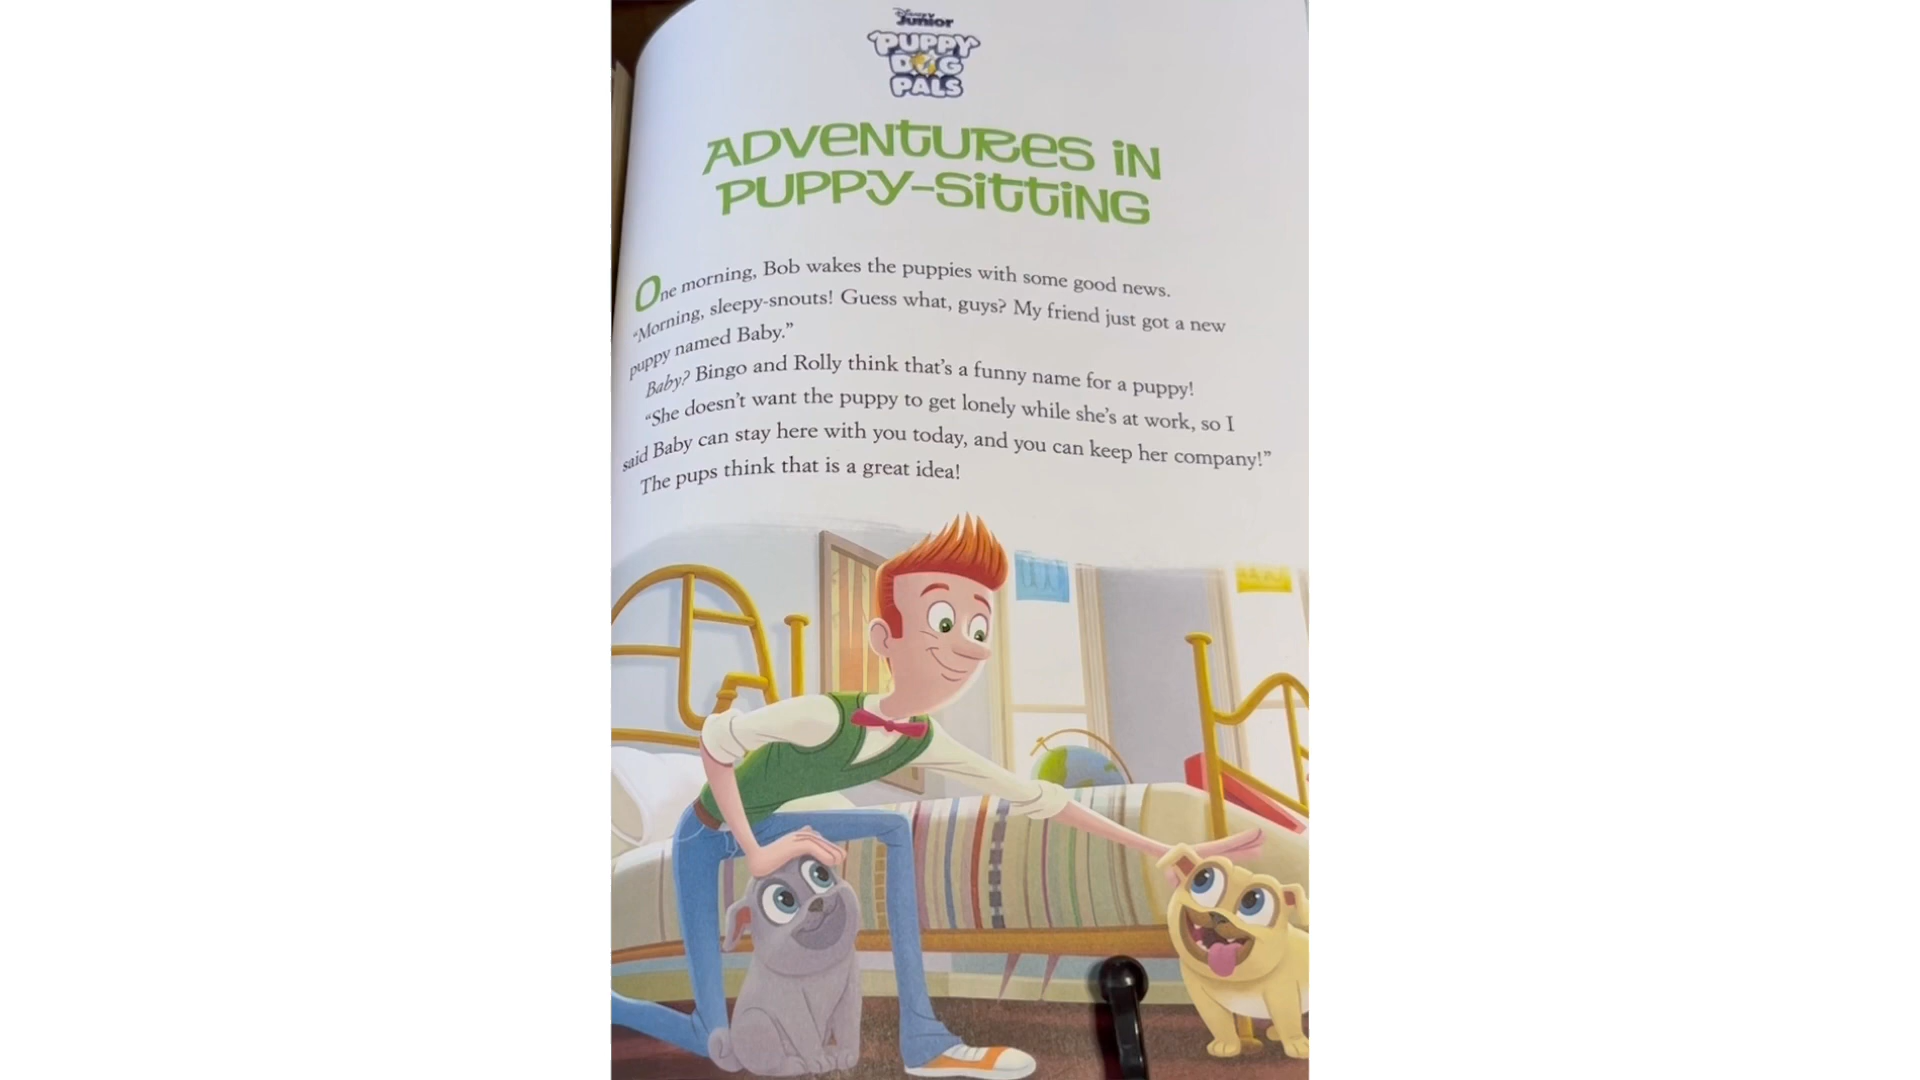 Disney
Junior
PUPPY
DOG
PALS
ADVENTURES IN
PUPPY-SITTING
One morning, Bob wakes the puppies with some good news.
“Morning, sleepy-snouts! Guess what, guys? My friend just got a new
puppy named Baby.”
Baby? Bingo and Rolly think that’s a funny name for a puppy!
“She doesn’t want the puppy to get lonely while she’s at work, so I
said Baby can stay here with you today, and you can keep her company!”
The pups think that is a great idea!